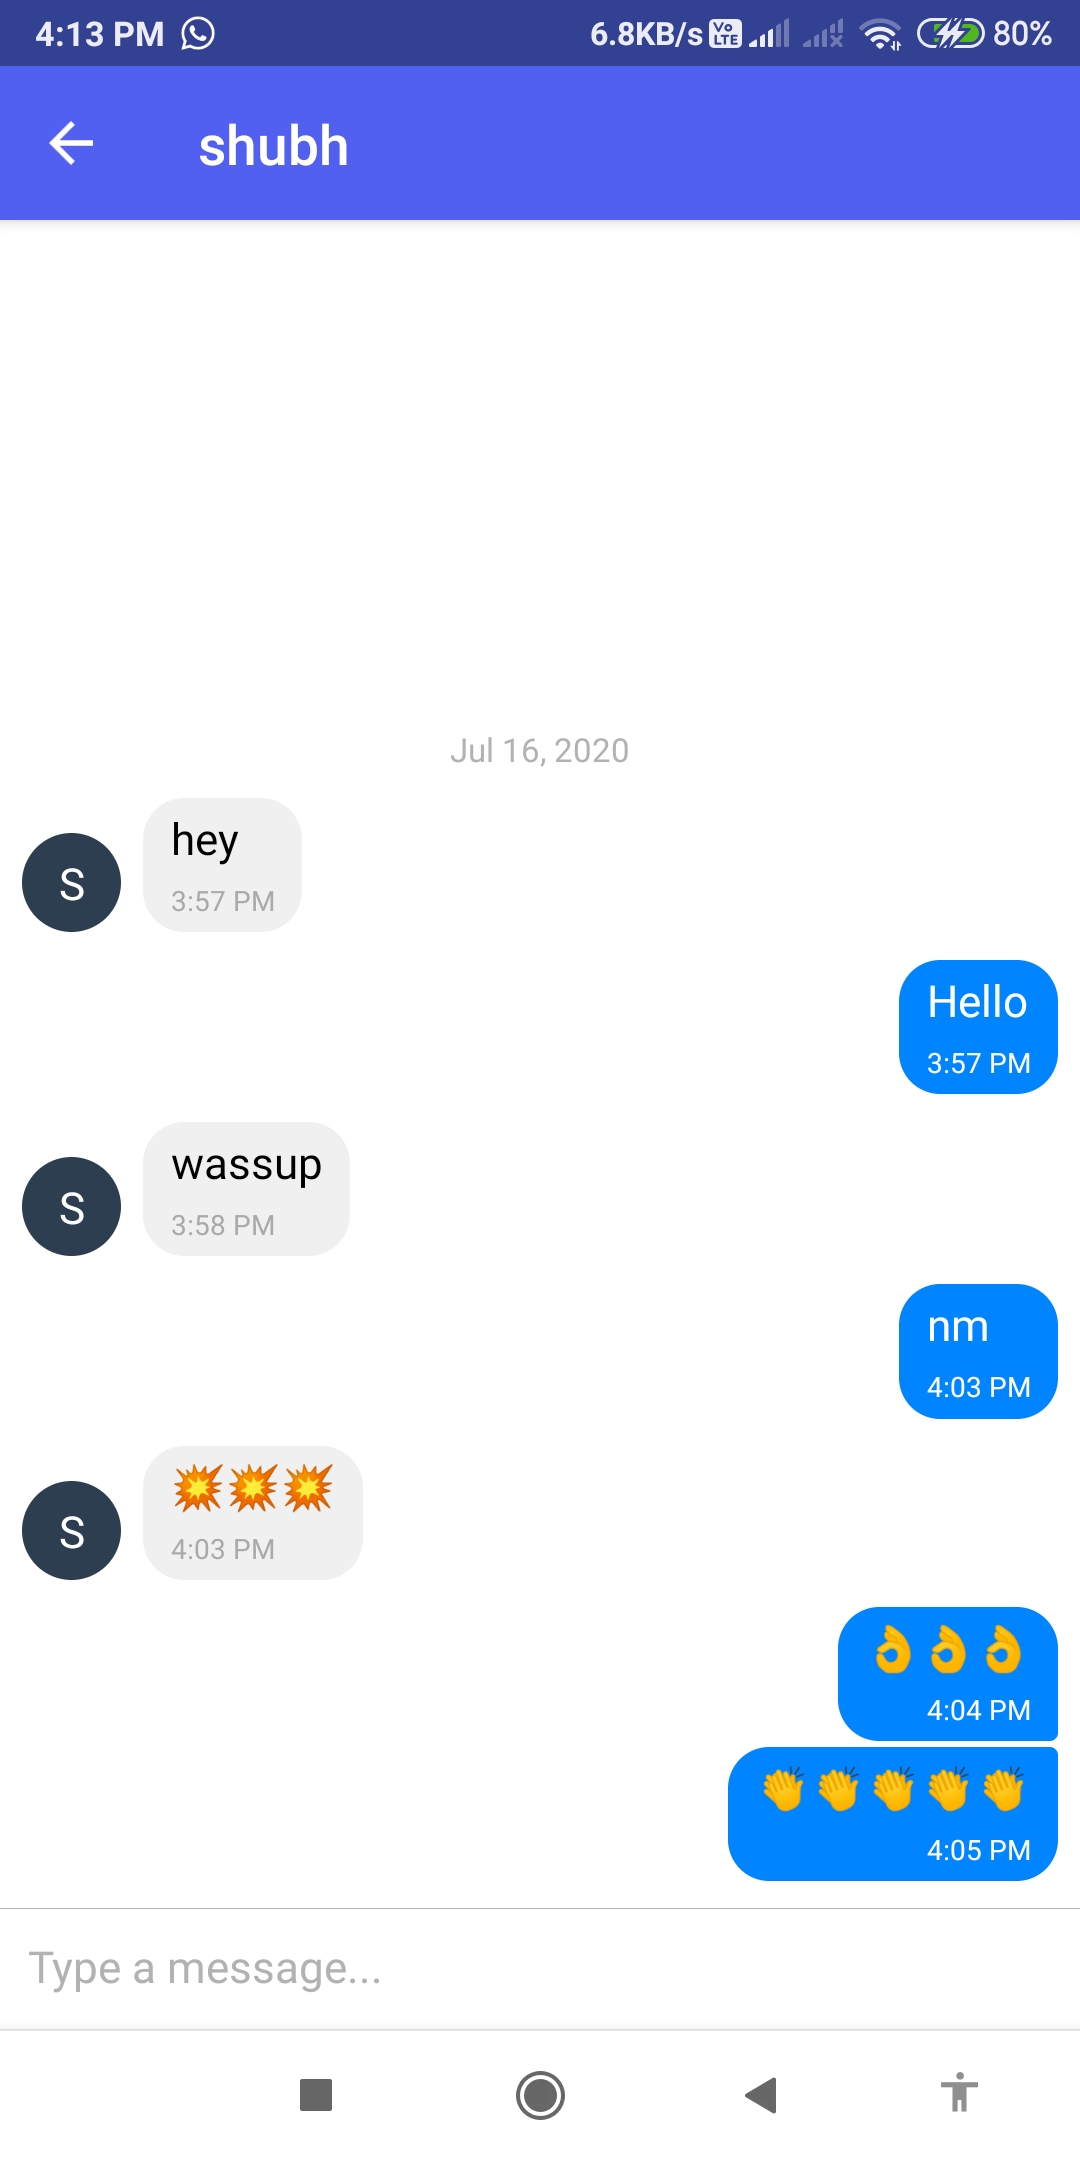 4:13 PM 6.8KB/s Vo LTE 80%
shubh
Jul 16, 2020
hey
3:57 PM
Hello
3:57 PM
S
wassup
3:58 PM
S
nm
4:03 PM
💥💥💥
4:03 PM
S
👌👌👌
4:04 PM
👏👏👏👏👏
4:05 PM
Type a message...